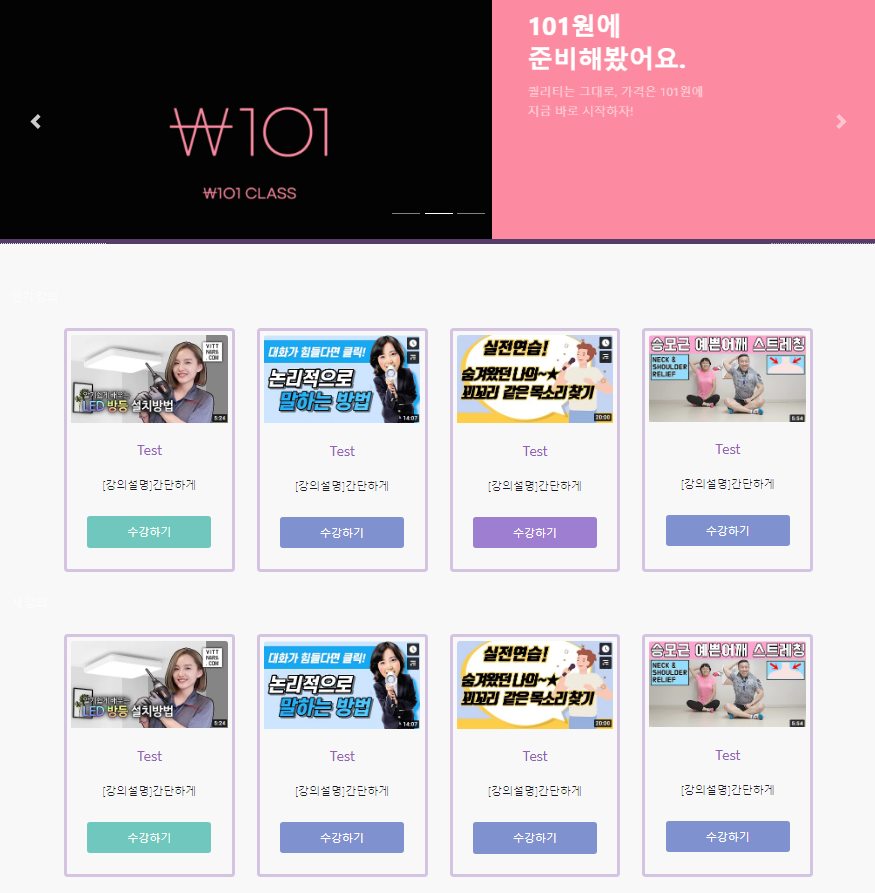 101원에
준비해봤어요.
퀄리티는 그대로, 가격은 101원에
지금 바로 시작하자!
₩101
₩101 CLASS
인기 강의
VITT
NARA
.COM
알기쉽게 배우는
LED 방등 설치방법
5:24
Test
[강의설명]간단하게
수강하기
대화가 힘들다면 클릭!
논리적으로
말하는 방법
14:07
Test
[강의설명]간단하게
수강하기
실전연습!
숨겨왔던 나의~★
꾀꼬리 같은 목소리 찾기
20:00
Test
[강의설명]간단하게
수강하기
승모근 예쁜어깨 스트레칭
NECK &
SHOULDER
RELIEF
5:54
Test
[강의설명]간단하게
수강하기
VITT
NARA
.COM
알기쉽게 배우는
LED 방등 설치방법
5:24
Test
[강의설명]간단하게
수강하기
대화가 힘들다면 클릭!
논리적으로
말하는 방법
14:07
Test
[강의설명]간단하게
수강하기
실전연습!
숨겨왔던 나의~★
꾀꼬리 같은 목소리 찾기
20:00
Test
[강의설명]간단하게
수강하기
승모근 예쁜어깨 스트레칭
NECK &
SHOULDER
RELIEF
5:54
Test
[강의설명]간단하게
수강하기